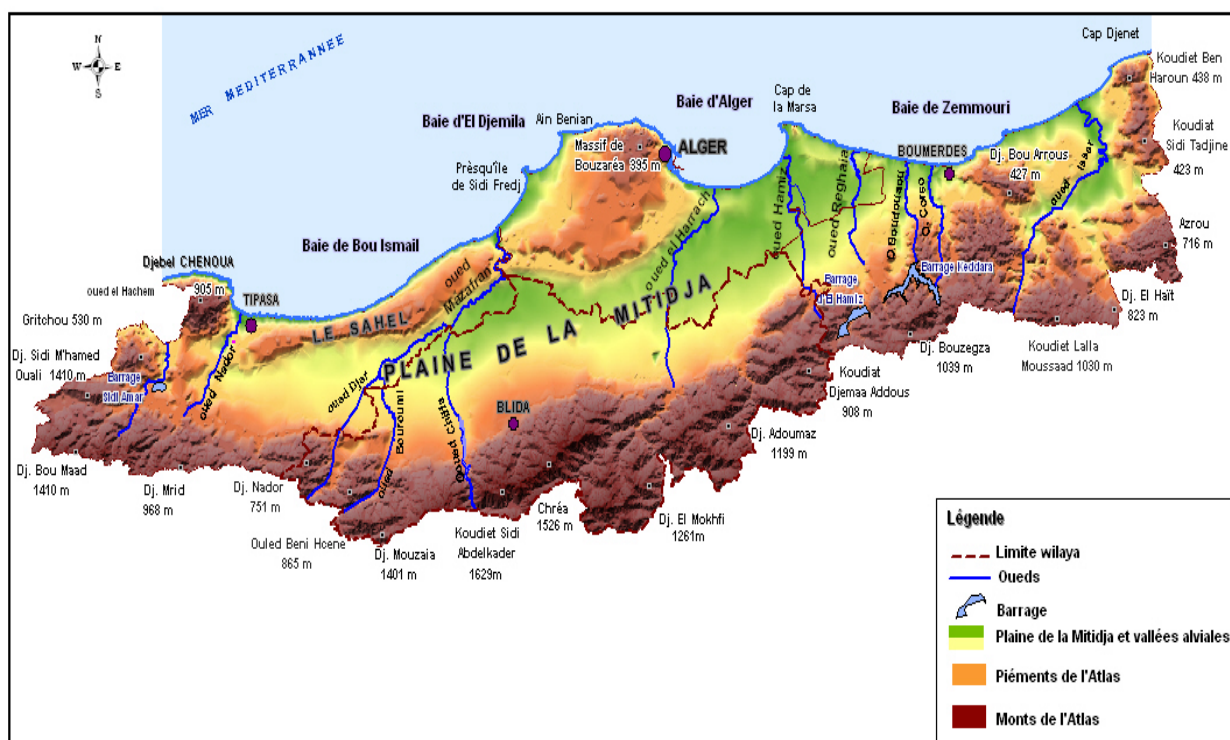 N
W E
S
MER MEDITERRANNEE
Cap Djenet
Koudiet Ben
Haroun 438 m
Baie d'Alger
Cap de
la Marsa
Baie de Zemmouri
Baie d'El Djemila
Ain Benian
Massif de
Bouzaréa 395 m
ALGER
BOUMERDES
Dj. Bou Arrous
427 m
Koudiat
Sidi Tadjine
423 m
Prèsqu'île
de Sidi Fredj
oued el Harrach
oued Hamiz
oued Reghaia
O Boudouaou
O. Corso
oued Issar
Azrou
716 m
Baie de Bou Ismail
Djebel CHENOUA
oued el Hachem
905 m
Gritchou 530 m
TIPASA
LE SAHEL
oued
Mazafran
Barrage
d'El Hamiz
Barrage Keddara
Dj. El Haït
823 m
PLAINE DE LA MITIDJA
Dj. Sidi M'hamed
Ouali 1410 m
Barrage
Sidi Amar
oued Nador
oued Djar
oued Bouroumi
Oued Chiffa
BLIDA
Dj. Bouzegza
1039 m
Koudiet Lalla
Moussaad 1030 m
Koudiat
Djemaa Addous
908 m
Dj. Adoumaz
1199 m
Dj. Bou Maad
1410 m
Dj. Mrid
968 m
Dj. Nador
751 m
Ouled Beni Hcene
865 m
Dj. Mouzaia
1401 m
Koudiet Sidi
Abdelkader
1629m
Chréa
1526 m
Dj. El Mokhfi
1261m
Légende
Limite wilaya
Oueds
Barrage
Plaine de la Mitidja et vallées alviales
Piéments de l'Atlas
Monts de l'Atlas